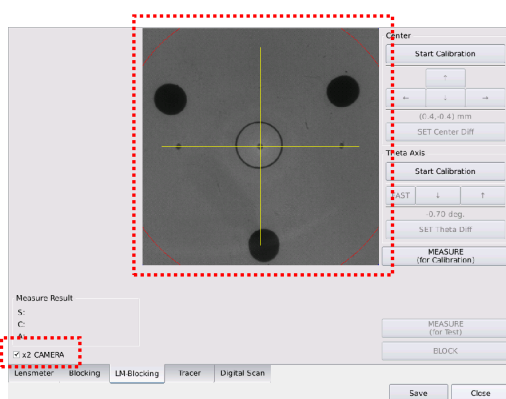 Center
Start Calibration
↑
← ↓ →
(0.4,-0.4) mm
SET Center Diff
Theta Axis
Start Calibration
↓ ↑
-0.70 deg.
SET Theta Diff
MEASURE
(for Calibration)
Measure Result
S:
C:
A:
MEASURE
(for Test)
x2 CAMERA
BLOCK
Lensmeter Blocking LM-Blocking Tracer Digital Scan
Save Close